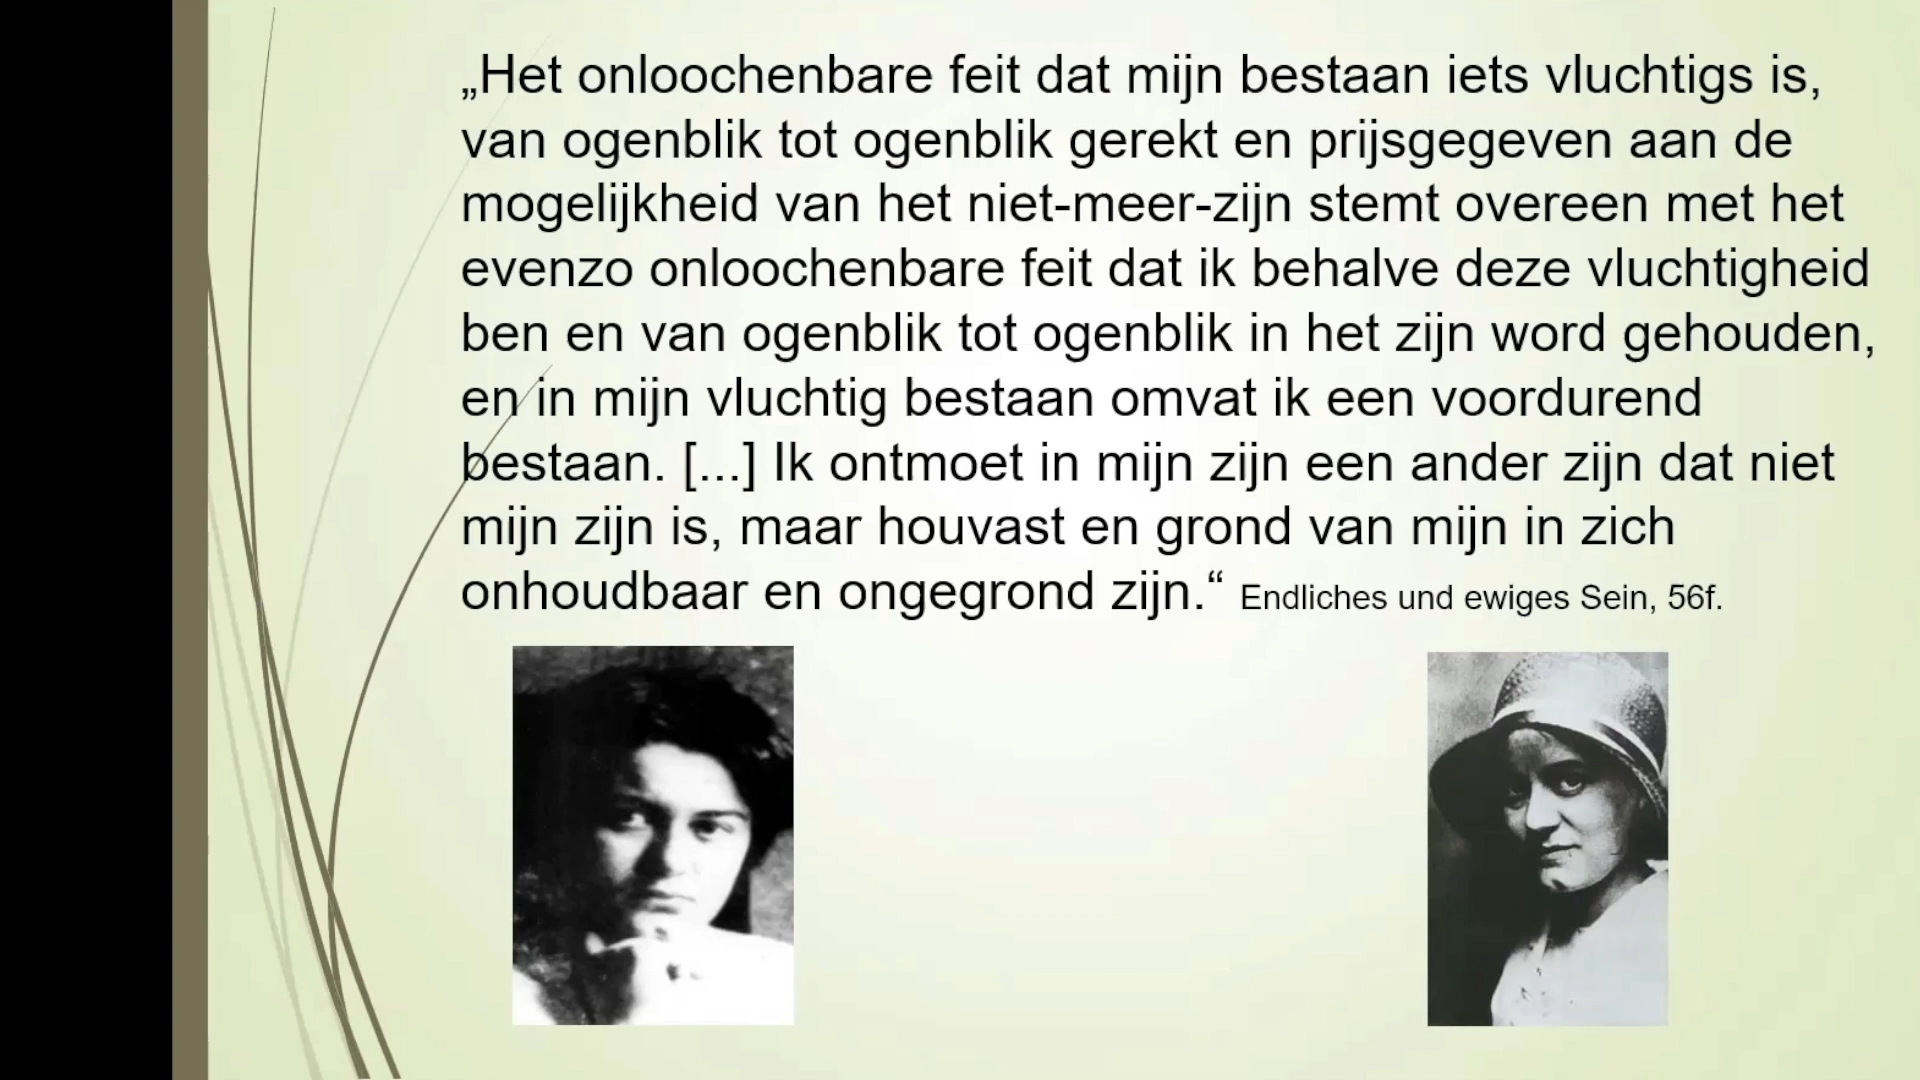 „Het onloochenbare feit dat mijn bestaan iets vluchtigs is,
van ogenblik tot ogenblik gerekt en prijsgegeven aan de
mogelijkheid van het niet-meer-zijn stemt overeen met het
evenzo onloochenbare feit dat ik behalve deze vluchtigheid
ben en van ogenblik tot ogenblik in het zijn word gehouden,
en in mijn vluchtig bestaan omvat ik een voordurend
bestaan. [...] Ik ontmoet in mijn zijn een ander zijn dat niet
mijn zijn is, maar houvast en grond van mijn in zich
onhoudbaar en ongegrond zijn.“ Endliches und ewiges Sein, 56f.